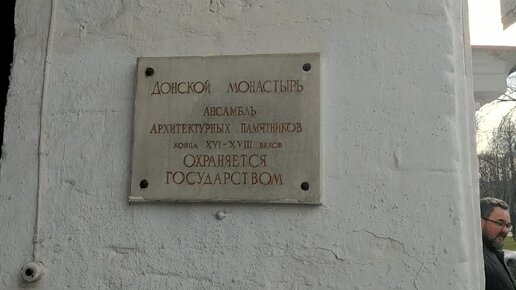 ДОНСКОЙ МОНАСТЫРЬ
АНСАМБЛЬ
АРХИТЕКТУРНЫХ ПАМЯТНИКОВ
КОНЦА XVI-XVIII ВЕКОВ
ОХРАНЯЕТСЯ
ГОСУДАРСТВОМ